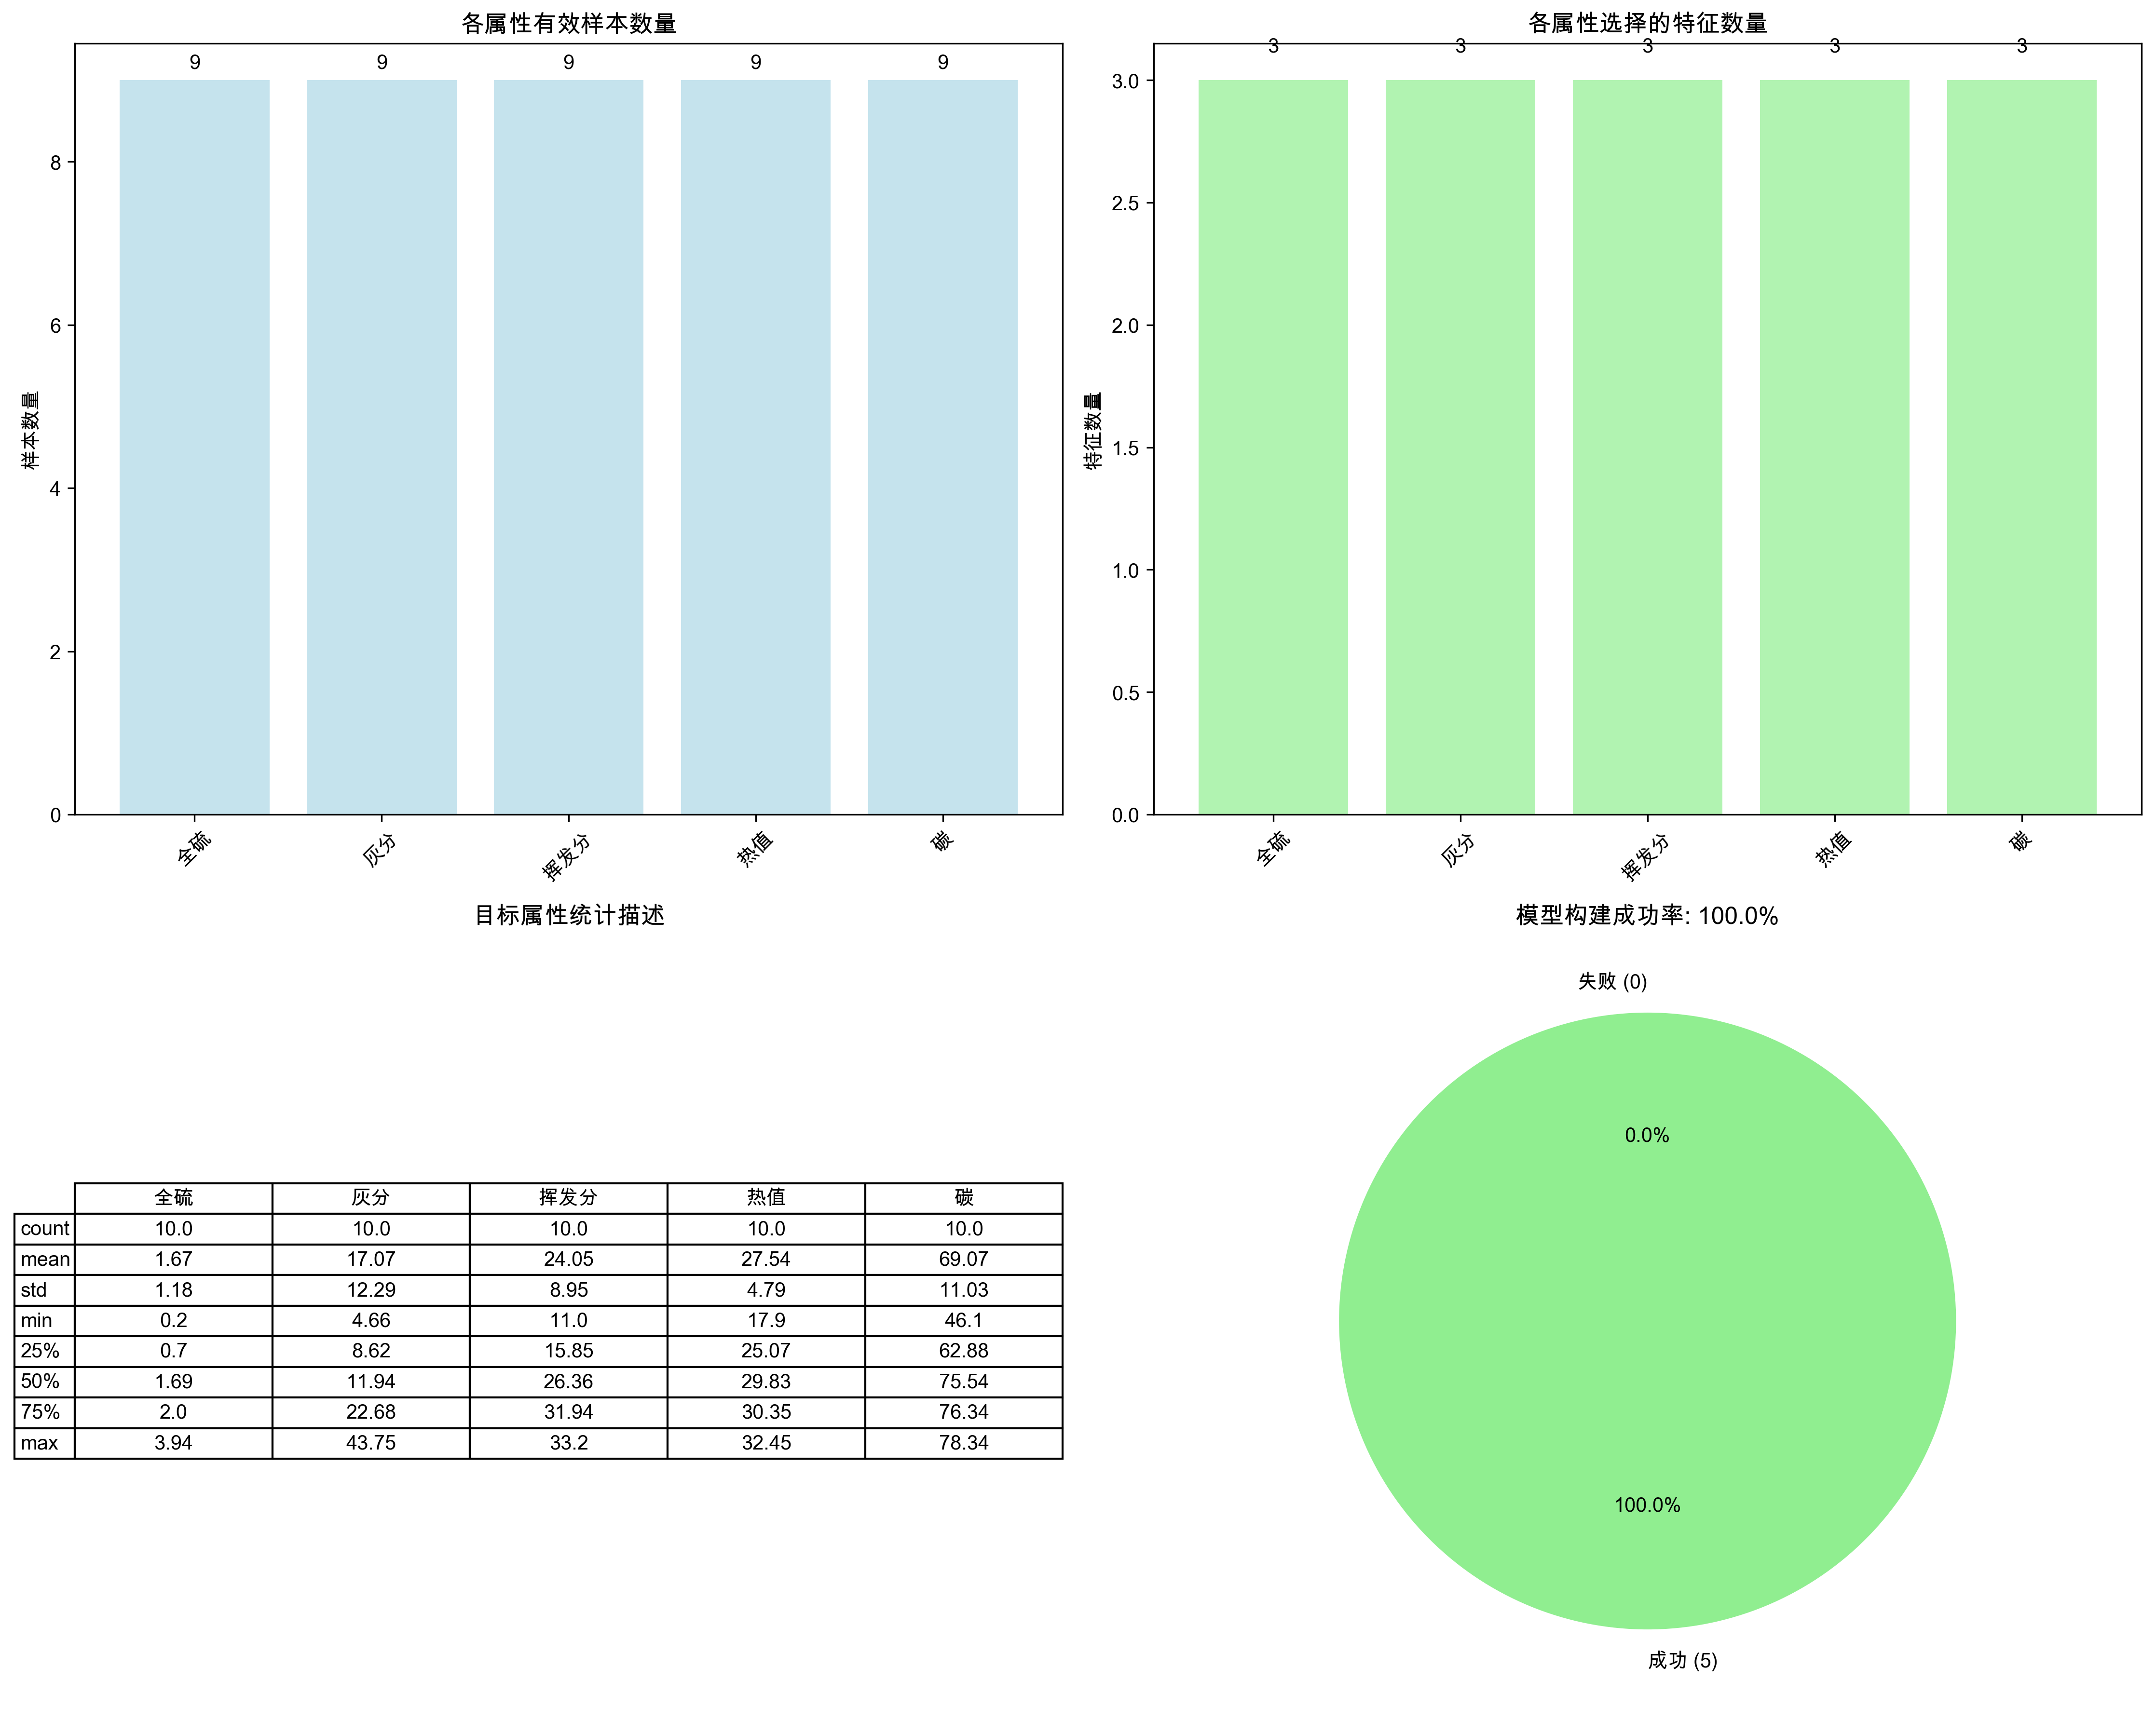 各属性有效样本数量
9 9 9 9 9
样本数量
8
6
4
2
0
全硫 灰分 挥发分 热值 碳
各属性选择的特征数量
3 3 3 3 3
特征数量
3.0
2.5
2.0
1.5
1.0
0.5
0.0
全硫 灰分 挥发分 热值 碳
目标属性统计描述
全硫 灰分 挥发分 热值 碳
count 10.0 10.0 10.0 10.0 10.0
mean 1.67 17.07 24.05 27.54 69.07
std 1.18 12.29 8.95 4.79 11.03
min 0.2 4.66 11.0 17.9 46.1
25% 0.7 8.62 15.85 25.07 62.88
50% 1.69 11.94 26.36 29.83 75.54
75% 2.0 22.68 31.94 30.35 76.34
max 3.94 43.75 33.2 32.45 78.34
模型构建成功率: 100.0%
失败 (0)
0.0%
100.0%
成功 (5)